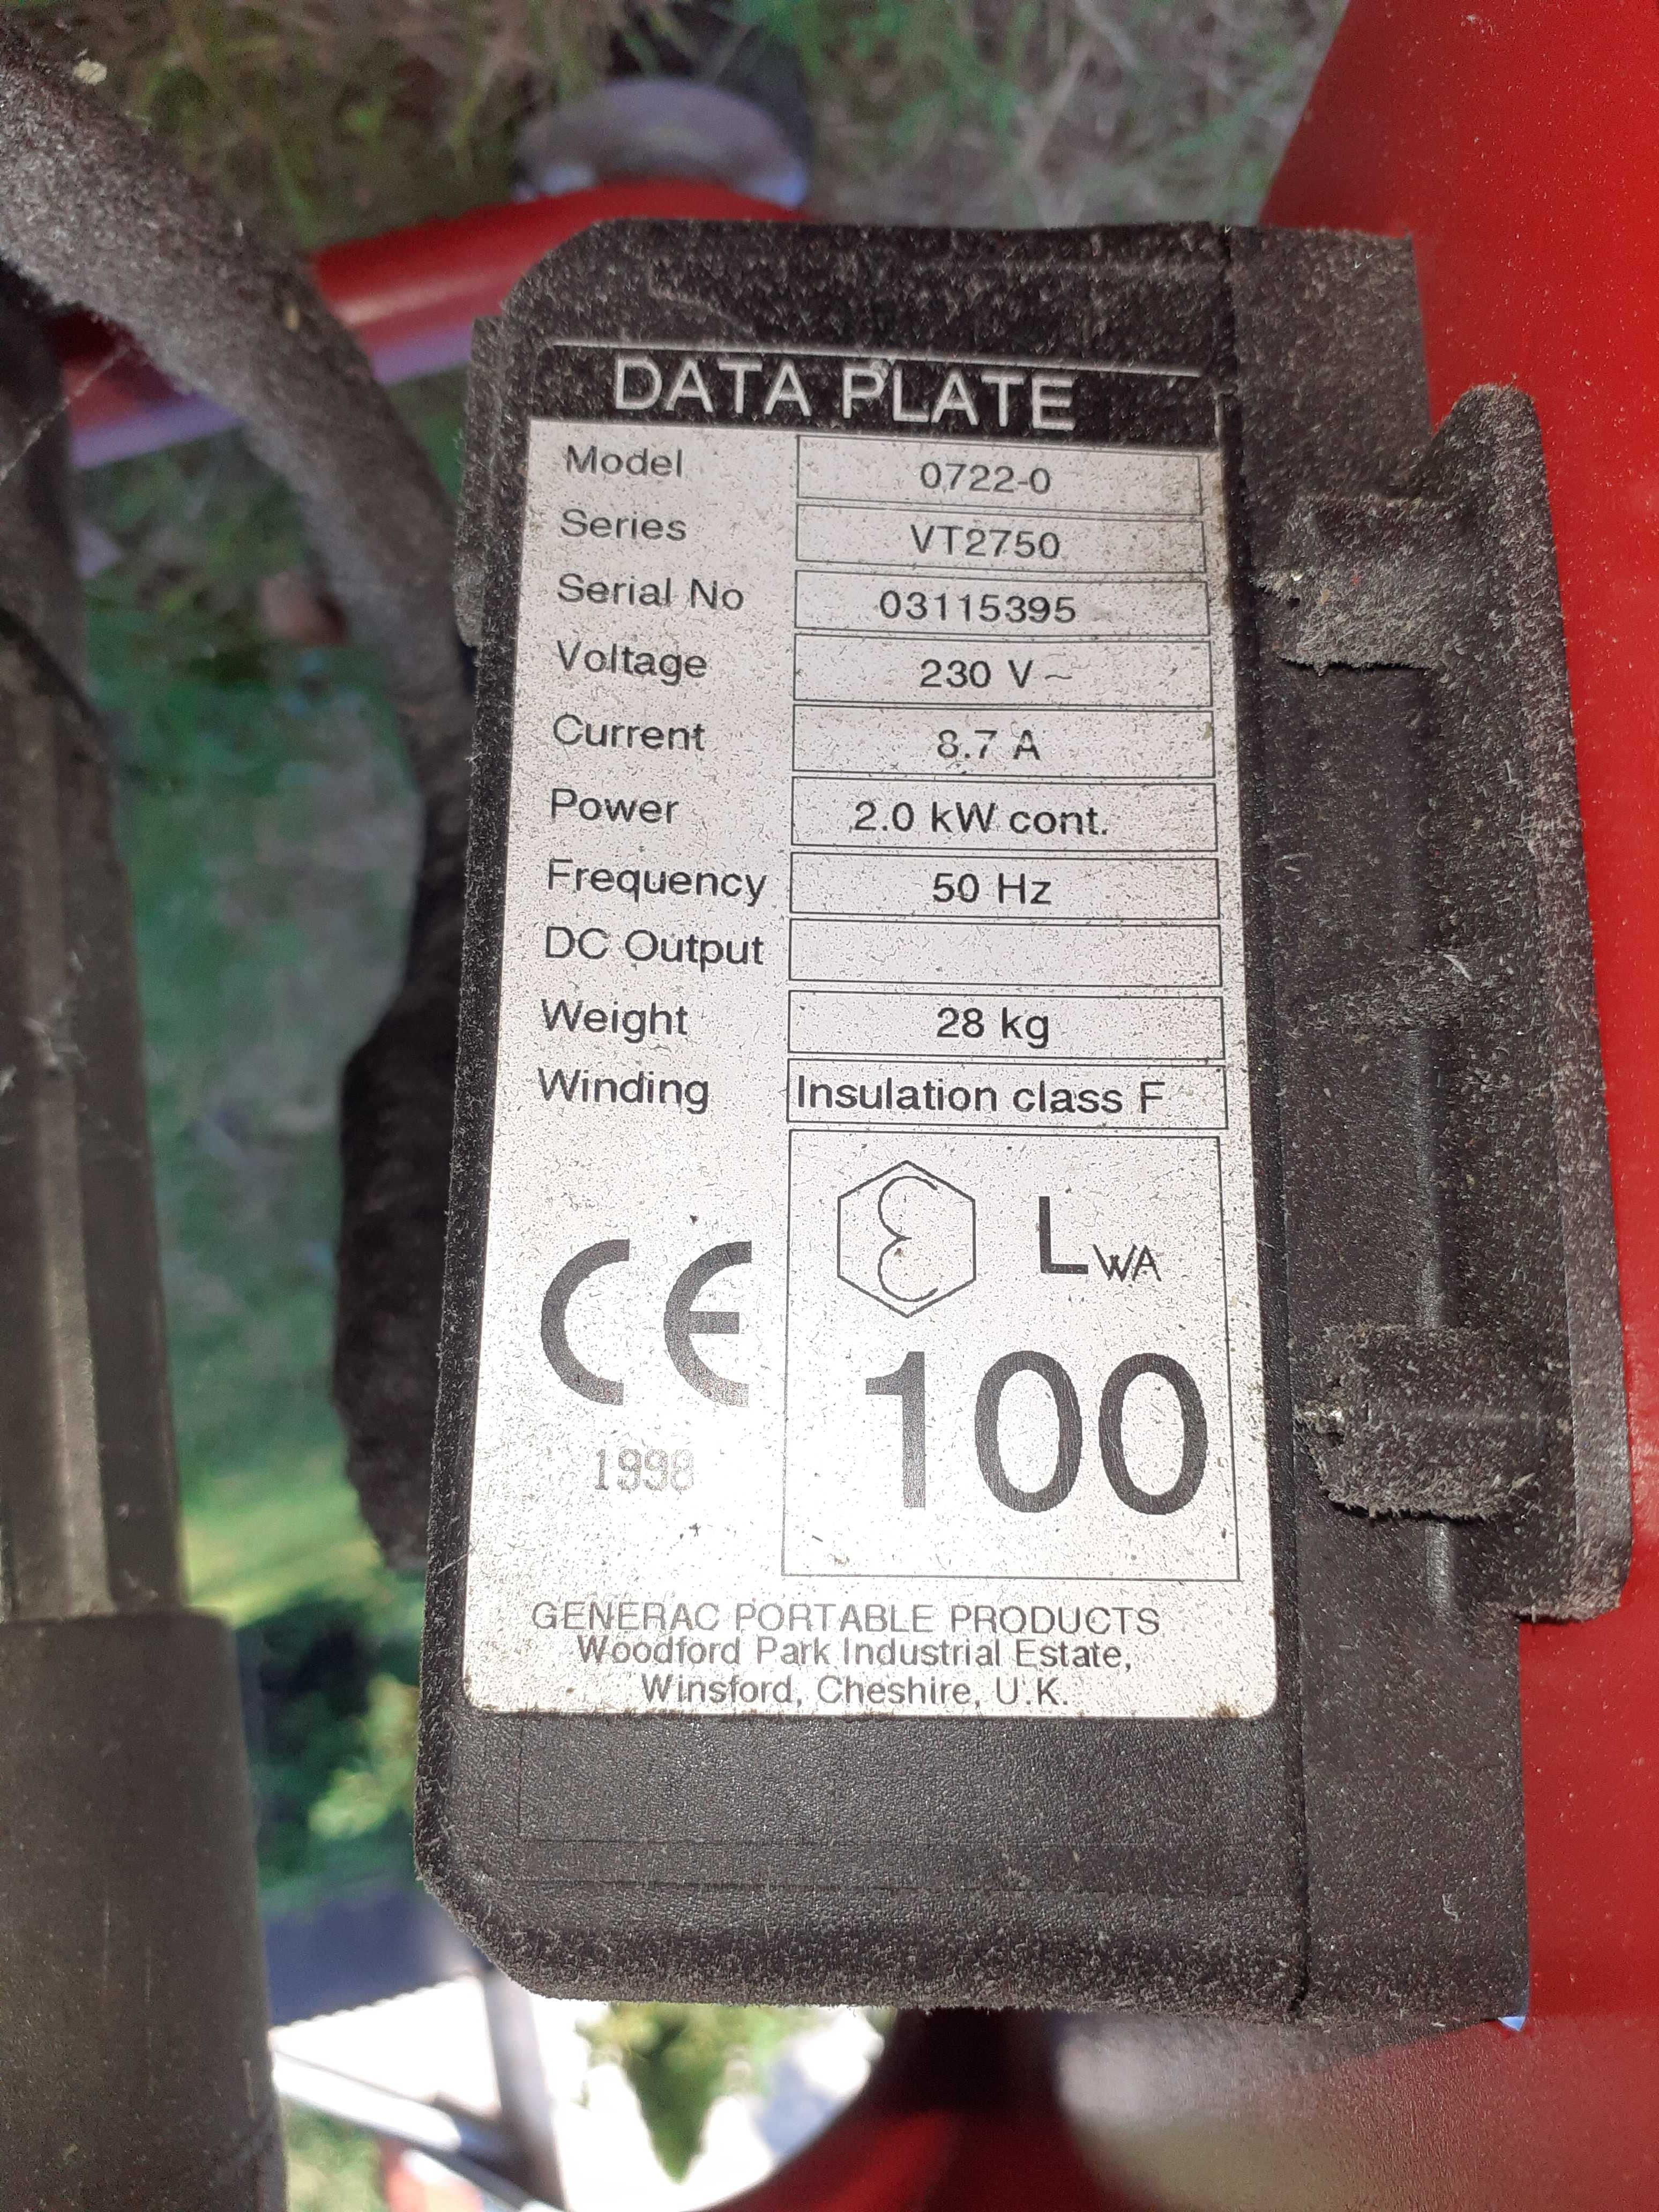 DATA PLATE
Model 0722-0
Series VT2750
Serial No 03115395
Voltage 230 V ~
Current 8.7 A
Power 2.0 kW cont.
Frequency 50 Hz
DC Output
Weight 28 kg
Winding Insulation class F
ε LWA
CE
100
1998
GENERAC PORTABLE PRODUCTS
Woodford Park Industrial Estate,
Winsford, Cheshire, U.K.